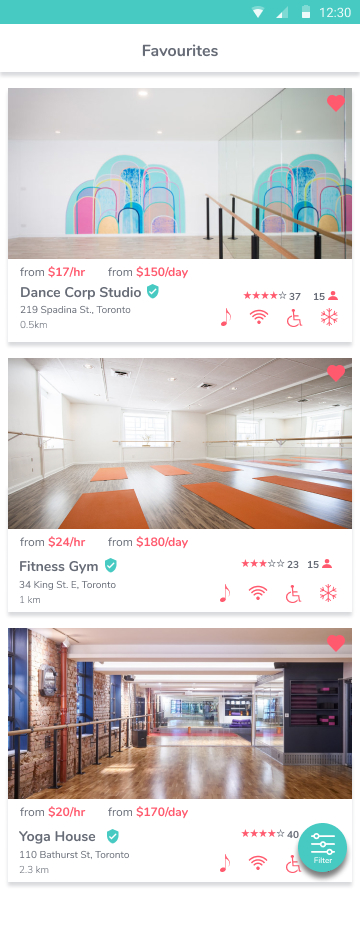 12:30
Favourites
from $17/hr from $150/day
Dance Corp Studio
37 15
219 Spadina St., Toronto
0.5km
from $24/hr from $180/day
Fitness Gym
23 15
34 King St. E, Toronto
1 km
from $20/hr from $170/day
Yoga House
40
110 Bathurst St, Toronto
2.3 km
Filter